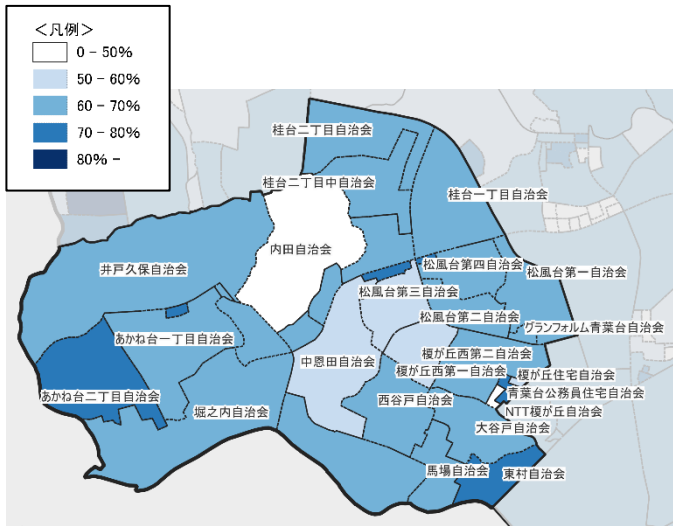 <凡例>
0 - 50%
50 - 60%
60 - 70%
70 - 80%
80% -
桂台二丁目自治会
桂台二丁目中自治会
桂台一丁目自治会
内田自治会
井戸久保自治会
松風台第四自治会
松風台第一自治会
松風台第三自治会
松風台第二自治会
グランフォルム青葉台自治会
あかね台一丁目自治会
中恩田自治会
榎が丘西第二自治会
榎が丘西第一自治会
榎が丘住宅自治会
あかね台二丁目自治会
青葉台公務員住宅自治会
西谷戸自治会
NTT榎が丘自治会
堀之内自治会
大谷戸自治会
馬場自治会
東村自治会